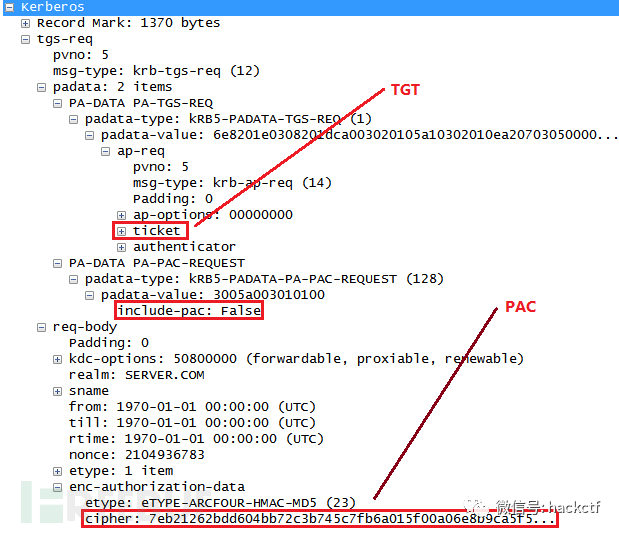 Kerberos
Record Mark: 1370 bytes
tgs-req
pvno: 5
msg-type: krb-tgs-req (12)
padata: 2 items
TGT
PA-DATA PA-TGS-REQ
padata-type: kRB5-PADATA-TGS-REQ (1)
padata-value: 6e8201e0308201dca003020105a10302010ea20703050000...
ap-req
pvno: 5
msg-type: krb-ap-req (14)
Padding: 0
ap-options: 00000000
ticket
authenticator
PA-DATA PA-PAC-REQUEST
padata-type: kRB5-PADATA-PA-PAC-REQUEST (128)
padata-value: 3005a003010100
include-pac: False
PAC
req-body
Padding: 0
kdc-options: 50800000 (forwardable, proxiable, renewable)
realm: SERVER.COM
sname
from: 1970-01-01 00:00:00 (UTC)
till: 1970-01-01 00:00:00 (UTC)
rtime: 1970-01-01 00:00:00 (UTC)
nonce: 2104936783
etype: 1 item
enc-authorization-data
etype: eTYPE-ARCFOUR-HMAC-MD5 (23)
微信号: hackctf
cipher: 7eb21262bdd604bb72c3b745c7fb6a015f00a06e8b9ca5f5...